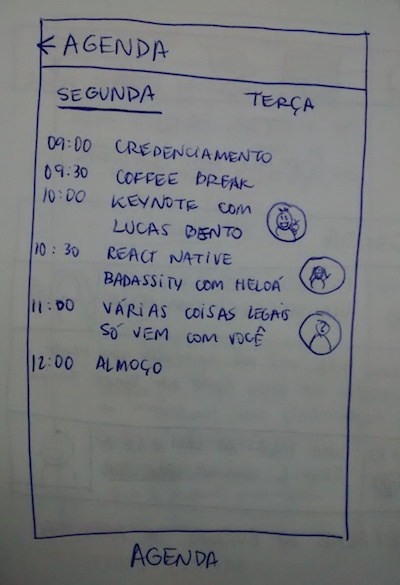 ← AGENDA
SEGUNDA TERÇA
09:00 CREDENCIAMENTO
09:30 COFFEE BREAK
10:00 KEYNOTE COM
LUCAS BENTO
10:30 REACT NATIVE
BADASSITY COM HELOÁ
11:00 VÁRIAS COISAS LEGAIS
SÓ VEM COM VOCÊ
12:00 ALMOÇO
AGENDA